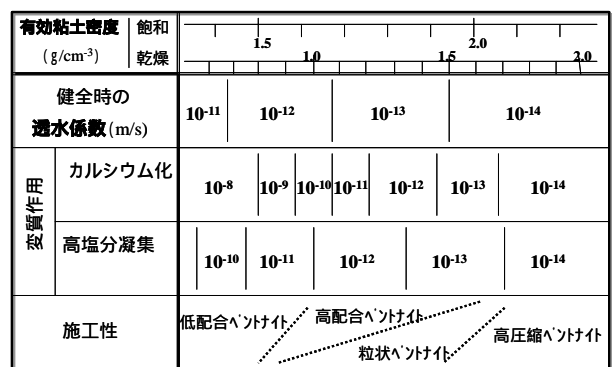 有効粘土密度 飽和
1.5 2.0
(g/cm-3) 乾燥
1.0 1.5 2.0
健全時の
透水係数(m/s)
10-11 10-12 10-13 10-14
変質作用
カルシウム化
10-8 10-9 10-10 10-11 10-12 10-13 10-14
高塩分凝集
10-10 10-11 10-12 10-13 10-14
施工性
低配合ベントナイト 高配合ベントナイト
粒状ベントナイト 高圧縮ベントナイト